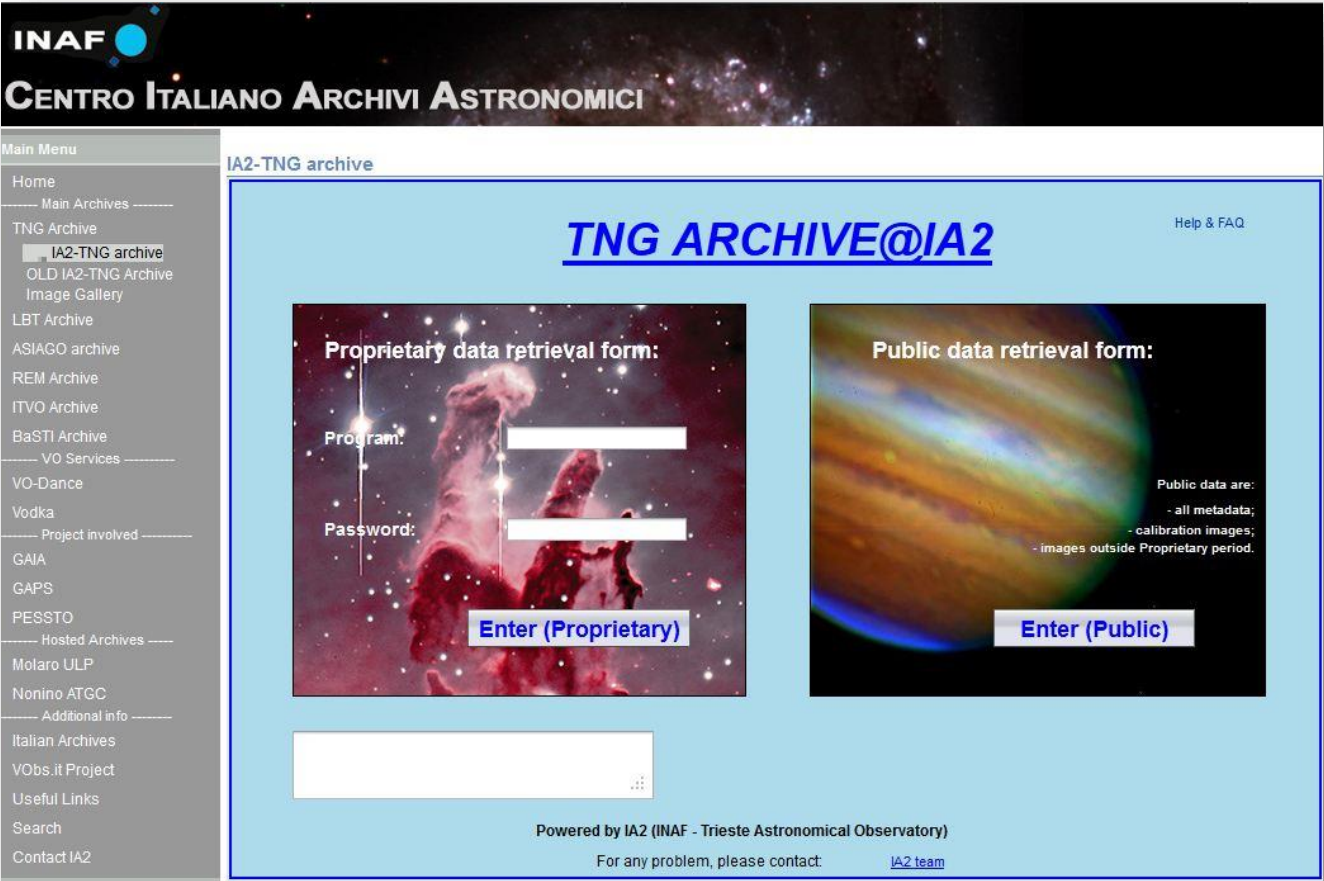 INAF
CENTRO ITALIANO ARCHIVI ASTRONOMICI
Main Menu
Home
------- Main Archives --------
TNG Archive
IA2-TNG archive
OLD IA2-TNG Archive
Image Gallery
LBT Archive
ASIAGO archive
REM Archive
ITVO Archive
BaSTI Archive
------- VO Services ----------
VO-Dance
Vodka
------- Project involved ----------
GAIA
GAPS
PESSTO
------- Hosted Archives -----
Molaro ULP
Nonino ATGC
------- Additional info --------
Italian Archives
VObs.it Project
Useful Links
Search
Contact IA2
IA2-TNG archive
TNG ARCHIVE@IA2
Help & FAQ
Proprietary data retrieval form:
Program:
Password:
Enter (Proprietary)
Public data retrieval form:
Public data are:
- all metadata;
- calibration images;
- images outside Proprietary period.
Enter (Public)
Powered by IA2 (INAF - Trieste Astronomical Observatory)
For any problem, please contact: IA2 team